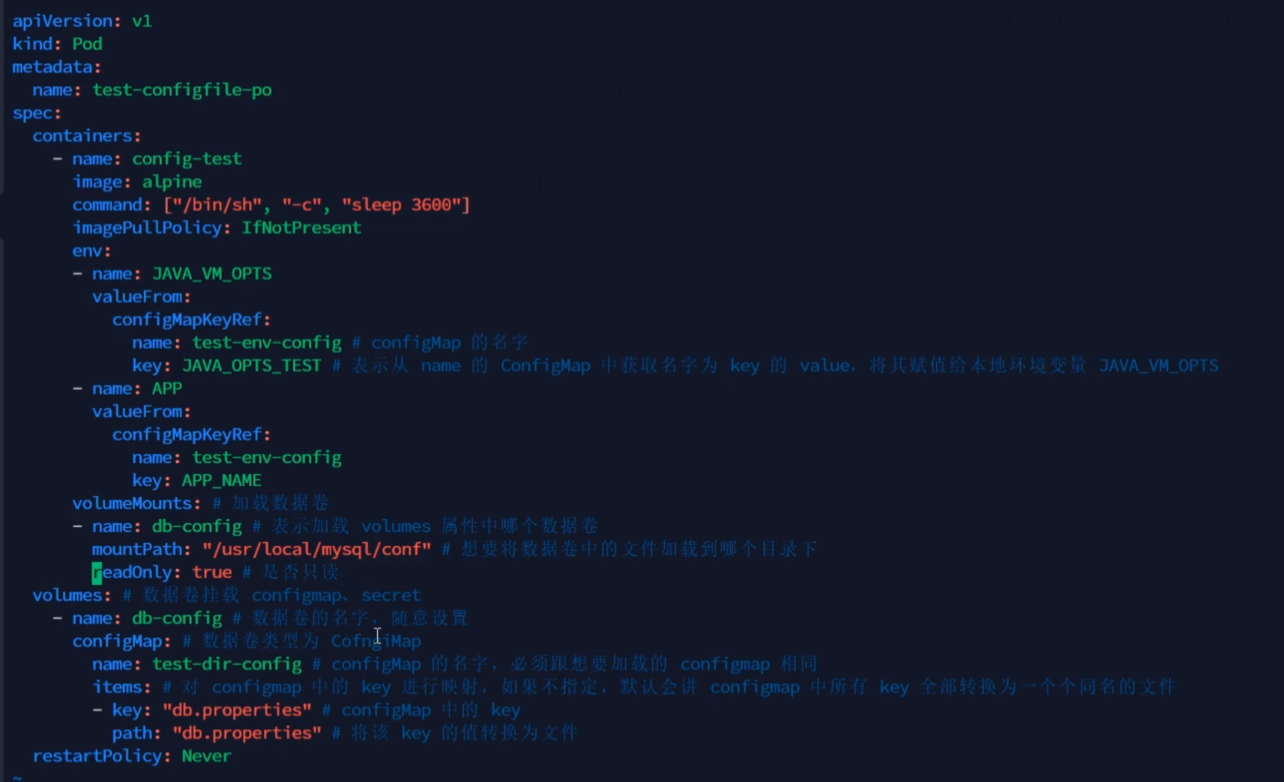 apiVersion: v1
kind: Pod
metadata:
  name: test-configfile-po
spec:
  containers:
    - name: config-test
      image: alpine
      command: ["/bin/sh", "-c", "sleep 3600"]
      imagePullPolicy: IfNotPresent
      env:
      - name: JAVA_VM_OPTS
        valueFrom:
          configMapKeyRef:
            name: test-env-config # configMap 的名字
            key: JAVA_OPTS_TEST # 表示从 name 的 ConfigMap 中获取名字为 key 的 value，将其赋值给本地环境变量 JAVA_VM_OPTS
      - name: APP
        valueFrom:
          configMapKeyRef:
            name: test-env-config
            key: APP_NAME
      volumeMounts: # 加载数据卷
      - name: db-config # 表示加载 volumes 属性中哪个数据卷
        mountPath: "/usr/local/mysql/conf" # 想要将数据卷中的文件加载到哪个目录下
        readOnly: true # 是否只读
  volumes: # 数据卷挂载 configmap、secret
    - name: db-config # 数据卷的名字，随意设置
      configMap: # 数据卷类型为 CofngiMap
        name: test-dir-config # configMap 的名字，必须跟想要加载的 configmap 相同
        items: # 对 configmap 中的 key 进行映射，如果不指定，默认会讲 configmap 中所有 key 全部转换为一个个同名的文件
        - key: "db.properties" # configMap 中的 key
          path: "db.properties" # 将该 key 的值转换为文件
  restartPolicy: Never
~